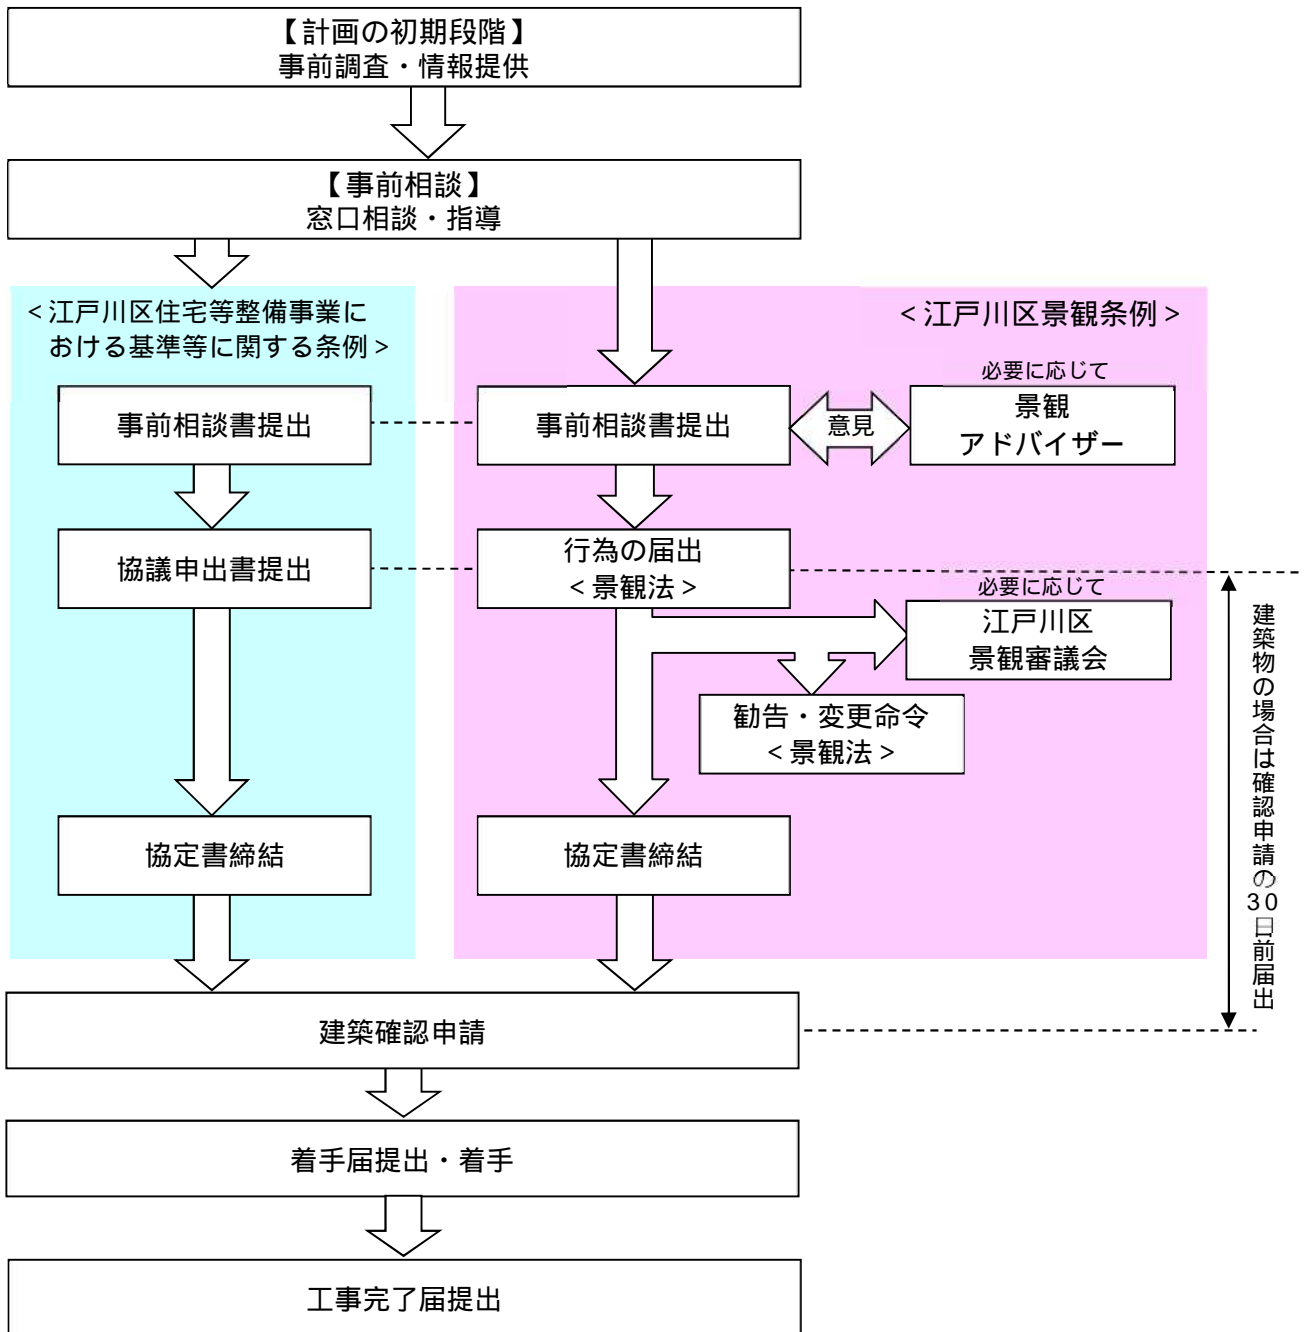 【計画の初期段階】
事前調査・情報提供
【事前相談】
窓口相談・指導
<江戸川区住宅等整備事業に
おける基準等に関する条例>
<江戸川区景観条例>
事前相談書提出
事前相談書提出
意見
必要に応じて
景観
アドバイザー
協議申出書提出
行為の届出
<景観法>
必要に応じて
江戸川区
景観審議会
勧告・変更命令
<景観法>
建築物の場合は確認申請の30日前届出
協定書締結
協定書締結
建築確認申請
着手届提出・着手
工事完了届提出